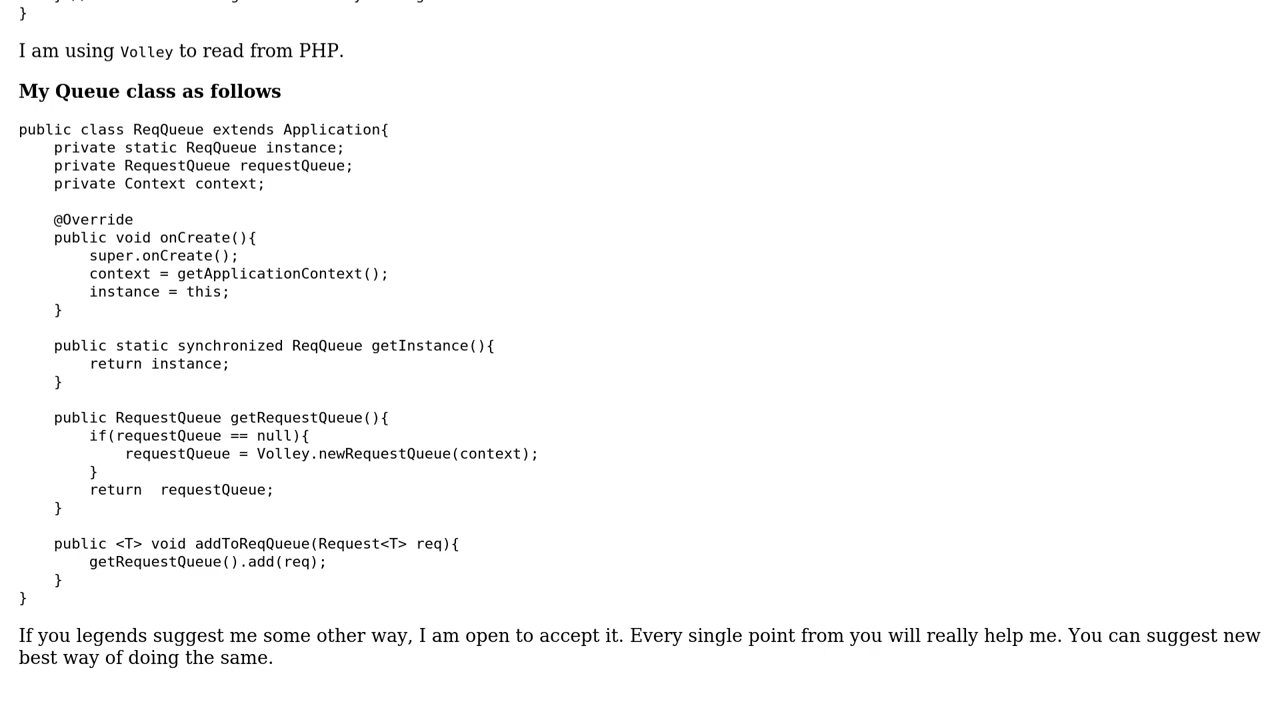 }
I am using Volley to read from PHP.
My Queue class as follows
public class ReqQueue extends Application{
    private static ReqQueue instance;
    private RequestQueue requestQueue;
    private Context context;

    @Override
    public void onCreate(){
        super.onCreate();
        context = getApplicationContext();
        instance = this;
    }

    public static synchronized ReqQueue getInstance(){
        return instance;
    }

    public RequestQueue getRequestQueue(){
        if(requestQueue == null){
            requestQueue = Volley.newRequestQueue(context);
        }
        return  requestQueue;
    }

    public <T> void addToReqQueue(Request<T> req){
        getRequestQueue().add(req);
    }
}
If you legends suggest me some other way, I am open to accept it. Every single point from you will really help me. You can suggest new
best way of doing the same.